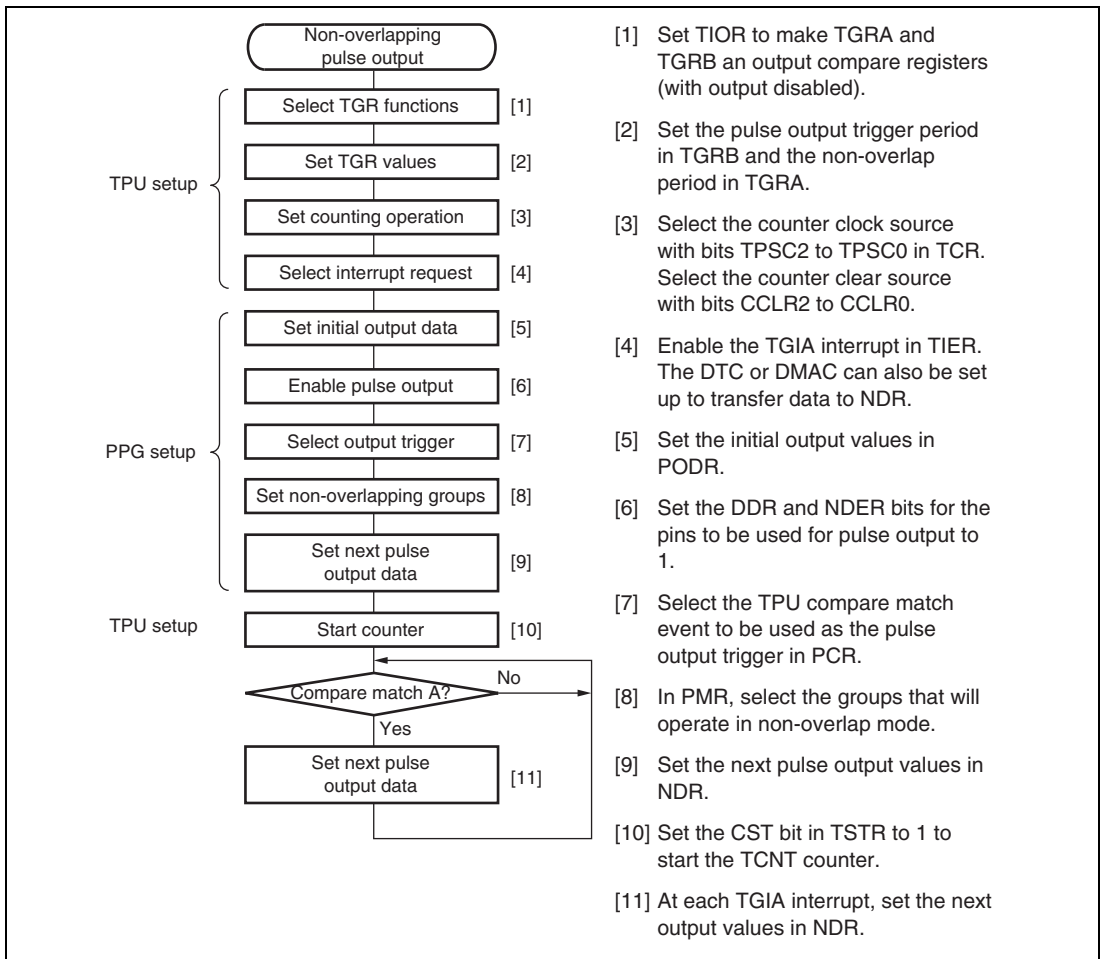 Non-overlapping
pulse output
Select TGR functions [1]
Set TGR values [2]
TPU setup
Set counting operation [3]
Select interrupt request [4]
Set initial output data [5]
Enable pulse output [6]
Select output trigger [7]
PPG setup
Set non-overlapping groups [8]
Set next pulse
output data
[9]
TPU setup
Start counter [10]
Compare match A?
No
Yes
Set next pulse
output data
[11]
[1] Set TIOR to make TGRA and
TGRB an output compare registers
(with output disabled).
[2] Set the pulse output trigger period
in TGRB and the non-overlap
period in TGRA.
[3] Select the counter clock source
with bits TPSC2 to TPSC0 in TCR.
Select the counter clear source
with bits CCLR2 to CCLR0.
[4] Enable the TGIA interrupt in TIER.
The DTC or DMAC can also be set
up to transfer data to NDR.
[5] Set the initial output values in
PODR.
[6] Set the DDR and NDER bits for the
pins to be used for pulse output to
1.
[7] Select the TPU compare match
event to be used as the pulse
output trigger in PCR.
[8] In PMR, select the groups that will
operate in non-overlap mode.
[9] Set the next pulse output values in
NDR.
[10] Set the CST bit in TSTR to 1 to
start the TCNT counter.
[11] At each TGIA interrupt, set the next
output values in NDR.